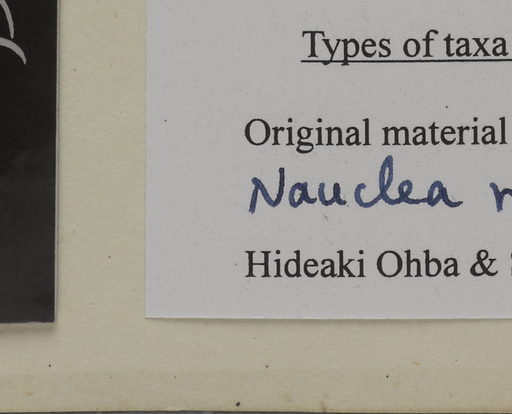 Types of taxa
Original material
Nauclea
Hideaki Ohba &